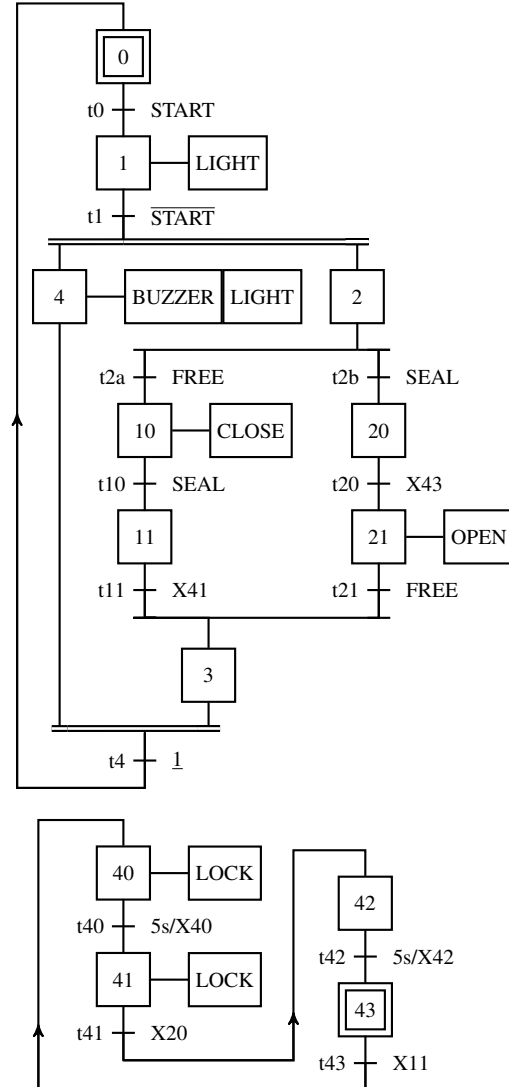 0
t0 START
1 LIGHT
t1 START
4 BUZZER LIGHT 2
t2a FREE t2b SEAL
10 CLOSE 20
t10 SEAL t20 X43
11 21 OPEN
t11 X41 t21 FREE
3
t4 1
40 LOCK 42
t40 5s/X40 t42 5s/X42
41 LOCK 43
t41 X20 t43 X11